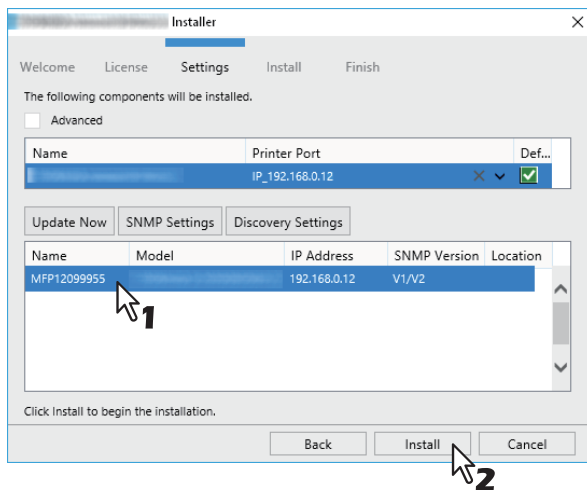 Installer
Welcome License Settings Install Finish
The following components will be installed.
Advanced
Name Printer Port Def...
IP_192.168.0.12
Update Now SNMP Settings Discovery Settings
Name Model IP Address SNMP Version Location
MFP12099955 192.168.0.12 V1/V2
1
Click Install to begin the installation.
Back Install Cancel
2